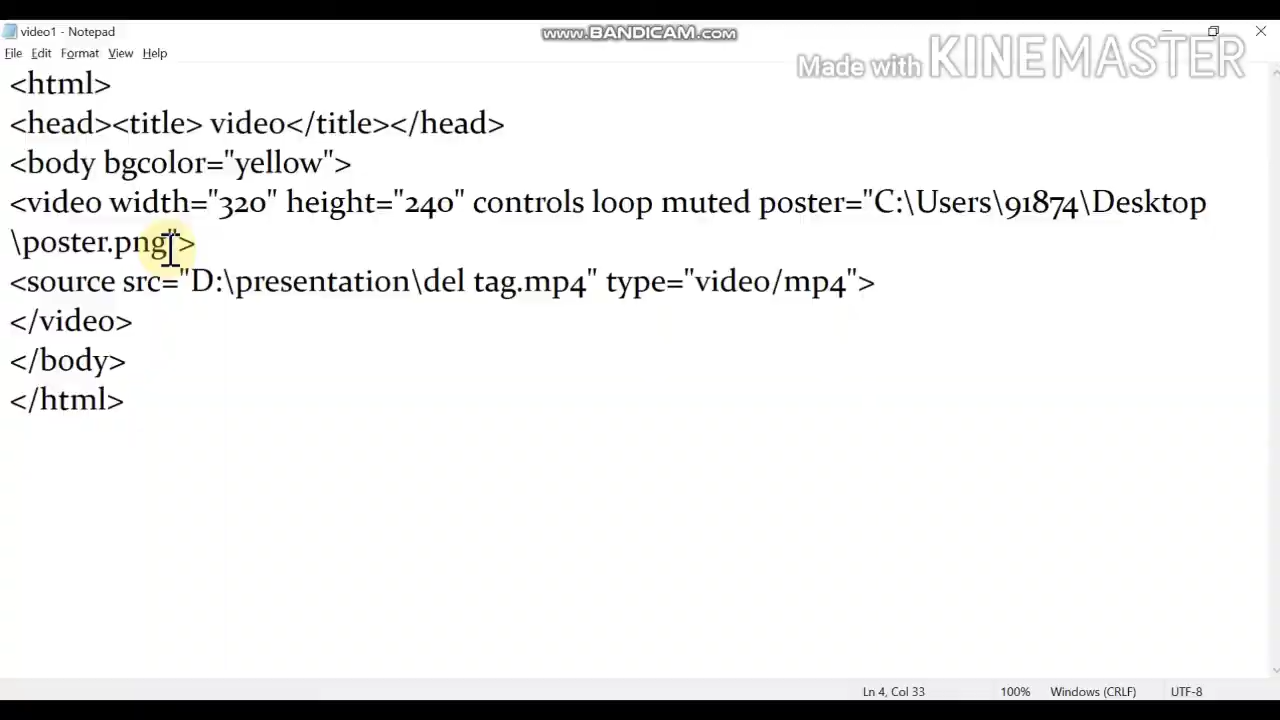 video1 - Notepad
www.BANDICAM.com
File Edit Format View Help
Made with KINEMASTER
<html>
<head><title> video</title></head>
<body bgcolor="yellow">
<video width="320" height="240" controls loop muted poster="C:\Users\91874\Desktop
\poster.png">
<source src="D:\presentation\del tag.mp4" type="video/mp4">
</video>
</body>
</html>
Ln 4, Col 33 100% Windows (CRLF) UTF-8